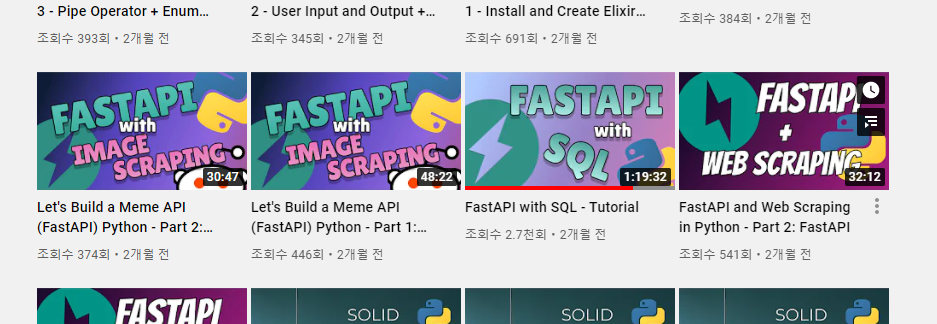 3 - Pipe Operator + Enum...
2 - User Input and Output +...
1 - Install and Create Elixir...
조회수 393회 • 2개월 전
조회수 345회 • 2개월 전
조회수 691회 • 2개월 전
조회수 384회 • 2개월 전
FASTAPI
with
IMAGE
SCRAPING
30:47
FASTAPI
with
IMAGE
SCRAPING
48:22
FASTAPI
with
SQL
1:19:32
FASTAPI
+
WEB SCRAPING
32:12
Let's Build a Meme API
(FastAPI) Python - Part 2:...
조회수 374회 • 2개월 전
Let's Build a Meme API
(FastAPI) Python - Part 1:...
조회수 446회 • 2개월 전
FastAPI with SQL - Tutorial
조회수 2.7천회 • 2개월 전
FastAPI and Web Scraping
in Python - Part 2: FastAPI
조회수 541회 • 2개월 전
FASTAPI
SOLID
SOLID
SOLID